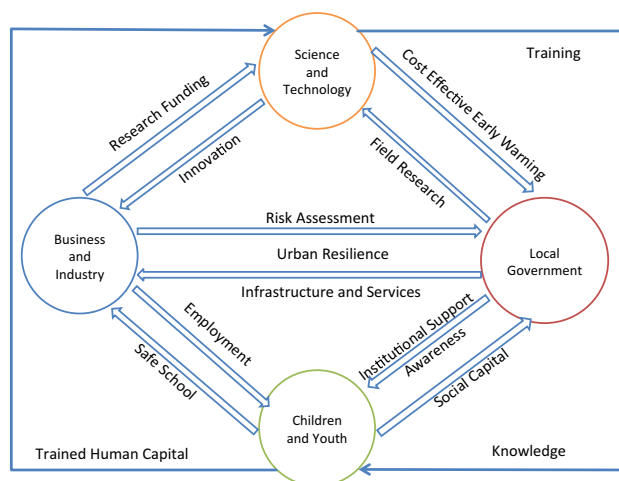 Science
and
Technology
Training
Research Funding
Innovation
Cost Effective Early Warning
Field Research
Risk Assessment
Business
and
Industry
Urban Resilience
Local
Government
Infrastructure and Services
Employment
Safe School
Institutional Support
Awareness
Social Capital
Children
and Youth
Trained Human Capital
Knowledge